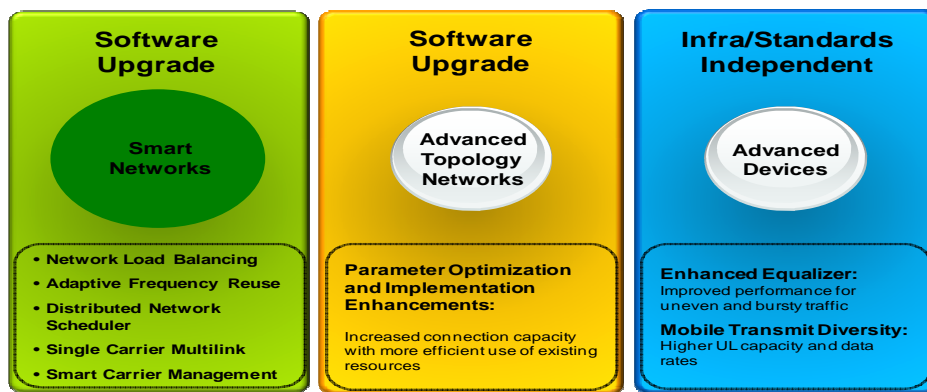 Software
Upgrade
Smart
Networks
• Network Load Balancing
• Adaptive Frequency Reuse
• Distributed Network
Scheduler
• Single Carrier Multilink
• Smart Carrier Management
Software
Upgrade
Advanced
Topology
Networks
Parameter Optimization
and Implementation
Enhancements:
Increased connection capacity
with more efficient use of existing
resources
Infra/Standards
Independent
Advanced
Devices
Enhanced Equalizer:
Improved performance for
uneven and bursty traffic
Mobile Transmit Diversity:
Higher UL capacity and data
rates